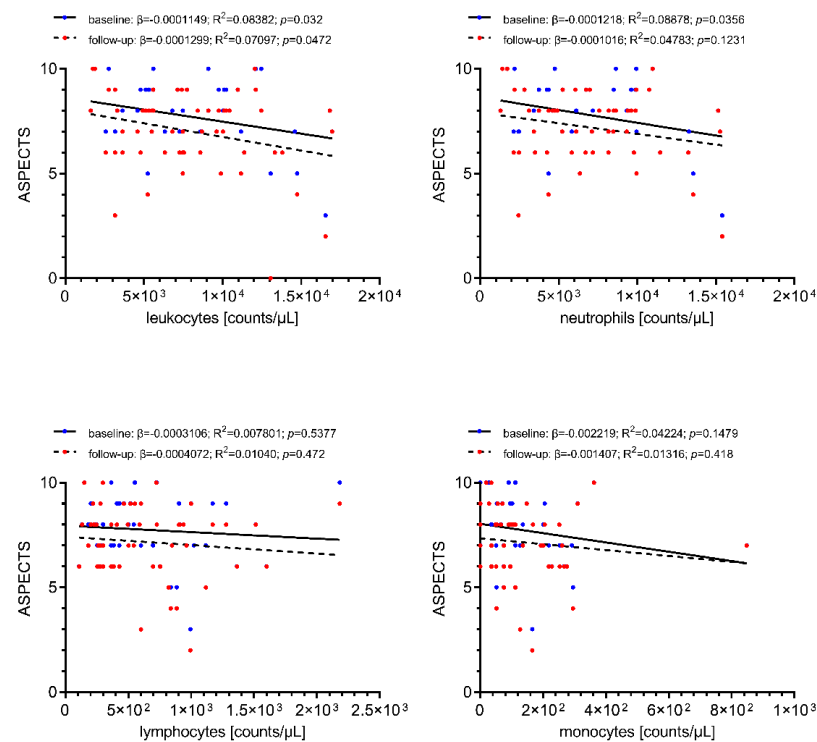 baseline: β=-0.0001149; R²=0.08382; p=0.032
follow-up: β=-0.0001299; R²=0.07097; p=0.0472
10
5
0
ASPECTS
0 5×10³ 1×10⁴ 1.5×10⁴ 2×10⁴
leukocytes [counts/µL]
baseline: β=-0.0001218; R²=0.08878; p=0.0356
follow-up: β=-0.0001016; R²=0.04783; p=0.1231
10
5
0
ASPECTS
0 5×10³ 1×10⁴ 1.5×10⁴ 2×10⁴
neutrophils [counts/µL]
baseline: β=-0.0003106; R²=0.007801; p=0.5377
follow-up: β=-0.0004072; R²=0.01040; p=0.472
10
5
0
ASPECTS
0 5×10² 1×10³ 1.5×10³ 2×10³ 2.5×10³
lymphocytes [counts/µL]
baseline: β=-0.002219; R²=0.04224; p=0.1479
follow-up: β=-0.001407; R²=0.01316; p=0.418
10
5
0
ASPECTS
0 2×10² 4×10² 6×10² 8×10² 1×10³
monocytes [counts/µL]